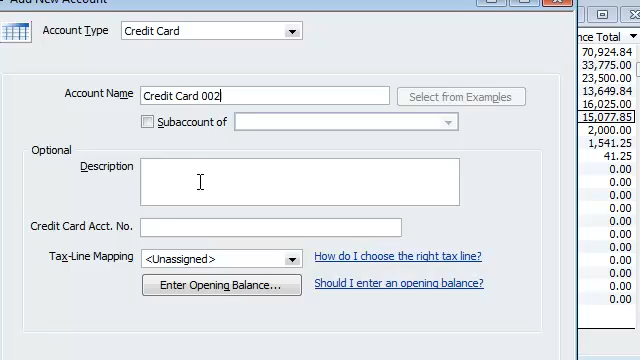 Add New Account
Account Type Credit Card
nce Total
70,924.84
33,775.00
23,500.00
13,649.84
Account Name Credit Card 002 Select from Examples
16,025.00
Subaccount of
15,077.85
2,000.00
1,541.25
Optional
41.25
Description
0.00
0.00
0.00
Credit Card Acct. No.
0.00
0.00
Tax-Line Mapping <Unassigned> How do I choose the right tax line?
0.00
0.00
Enter Opening Balance... Should I enter an opening balance?
0.00
0.00
0.00